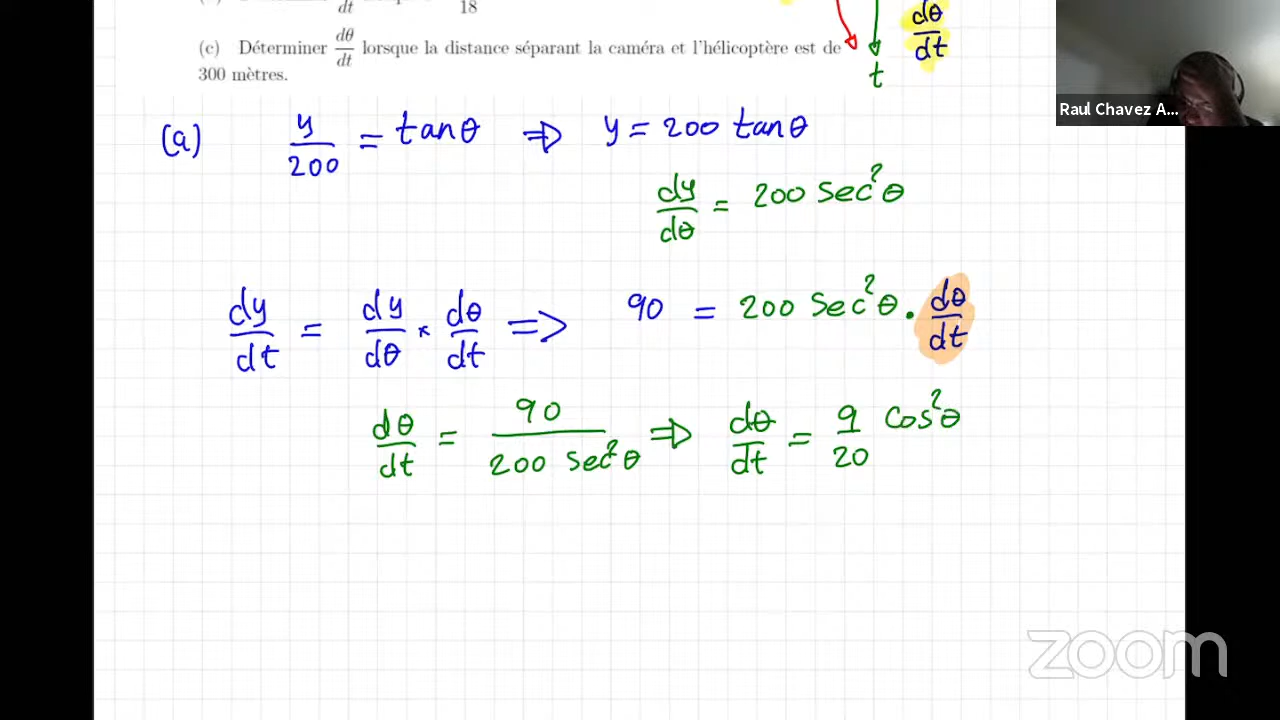 dt
18
dθ
dt
(c) Déterminer dθ/dt lorsque la distance séparant la caméra et l'hélicoptère est de
300 mètres.
t
Raul Chavez A...
(a) y/200 = tanθ ⇒ y = 200 tanθ
dy/dθ = 200 Sec²θ
dy/dt = dy/dθ * dθ/dt ⇒ 90 = 200 Sec²θ . dθ/dt
dθ/dt = 90/200 Sec²θ ⇒ dθ/dt = 9/20 Cos²θ
zoom